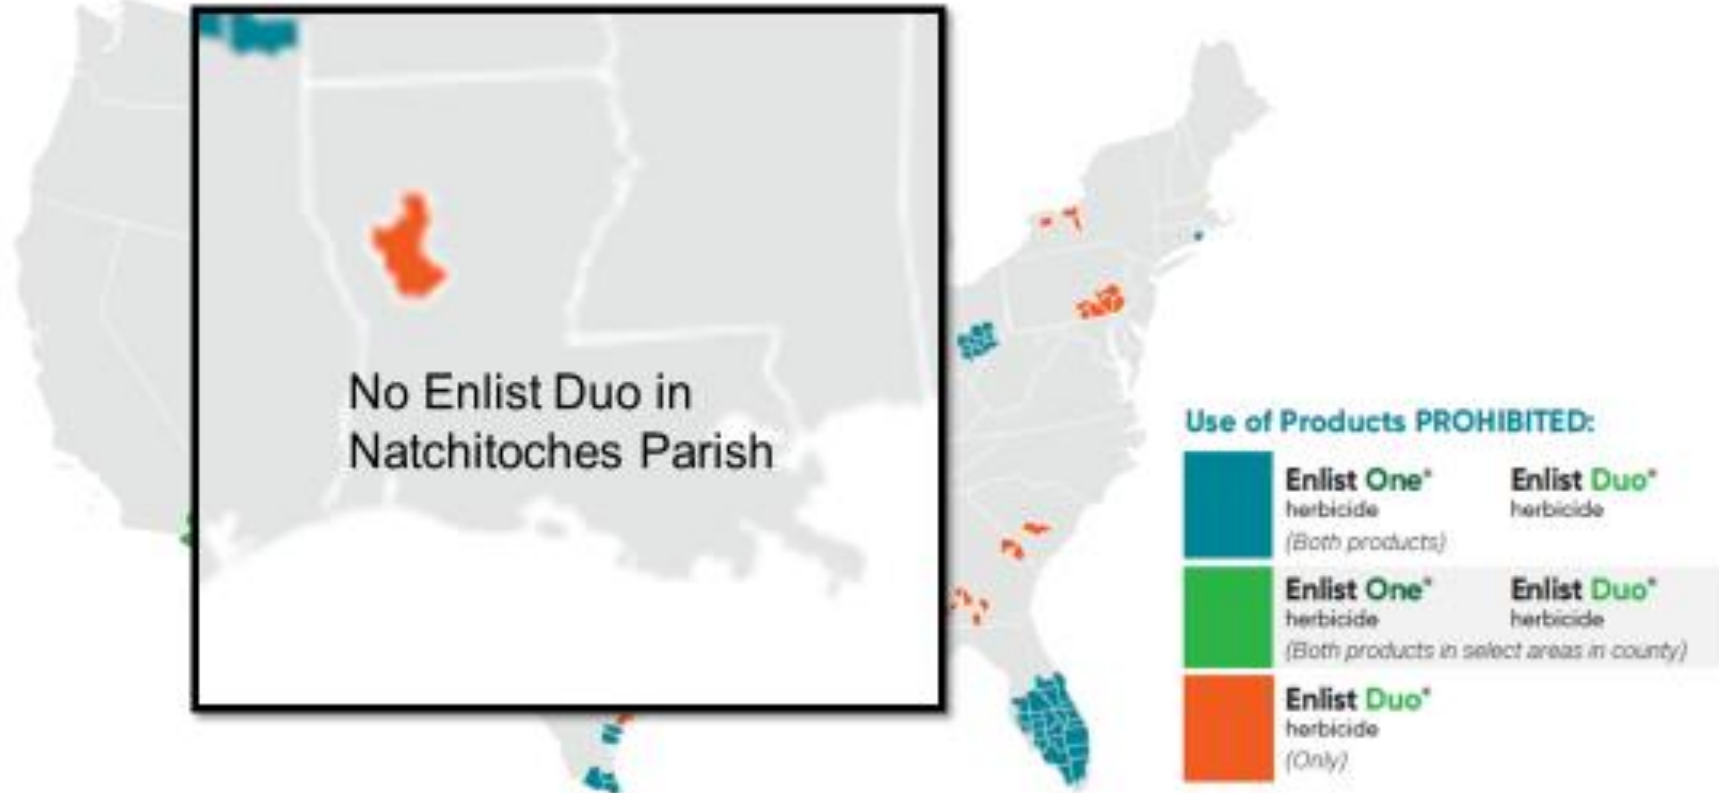 No Enlist Duo in
Natchitoches Parish
Use of Products PROHIBITED:
Enlist One* Enlist Duo*
herbicide herbicide
(Both products)
Enlist One* Enlist Duo*
herbicide herbicide
(Both products in select areas in county)
Enlist Duo*
herbicide
(Only)